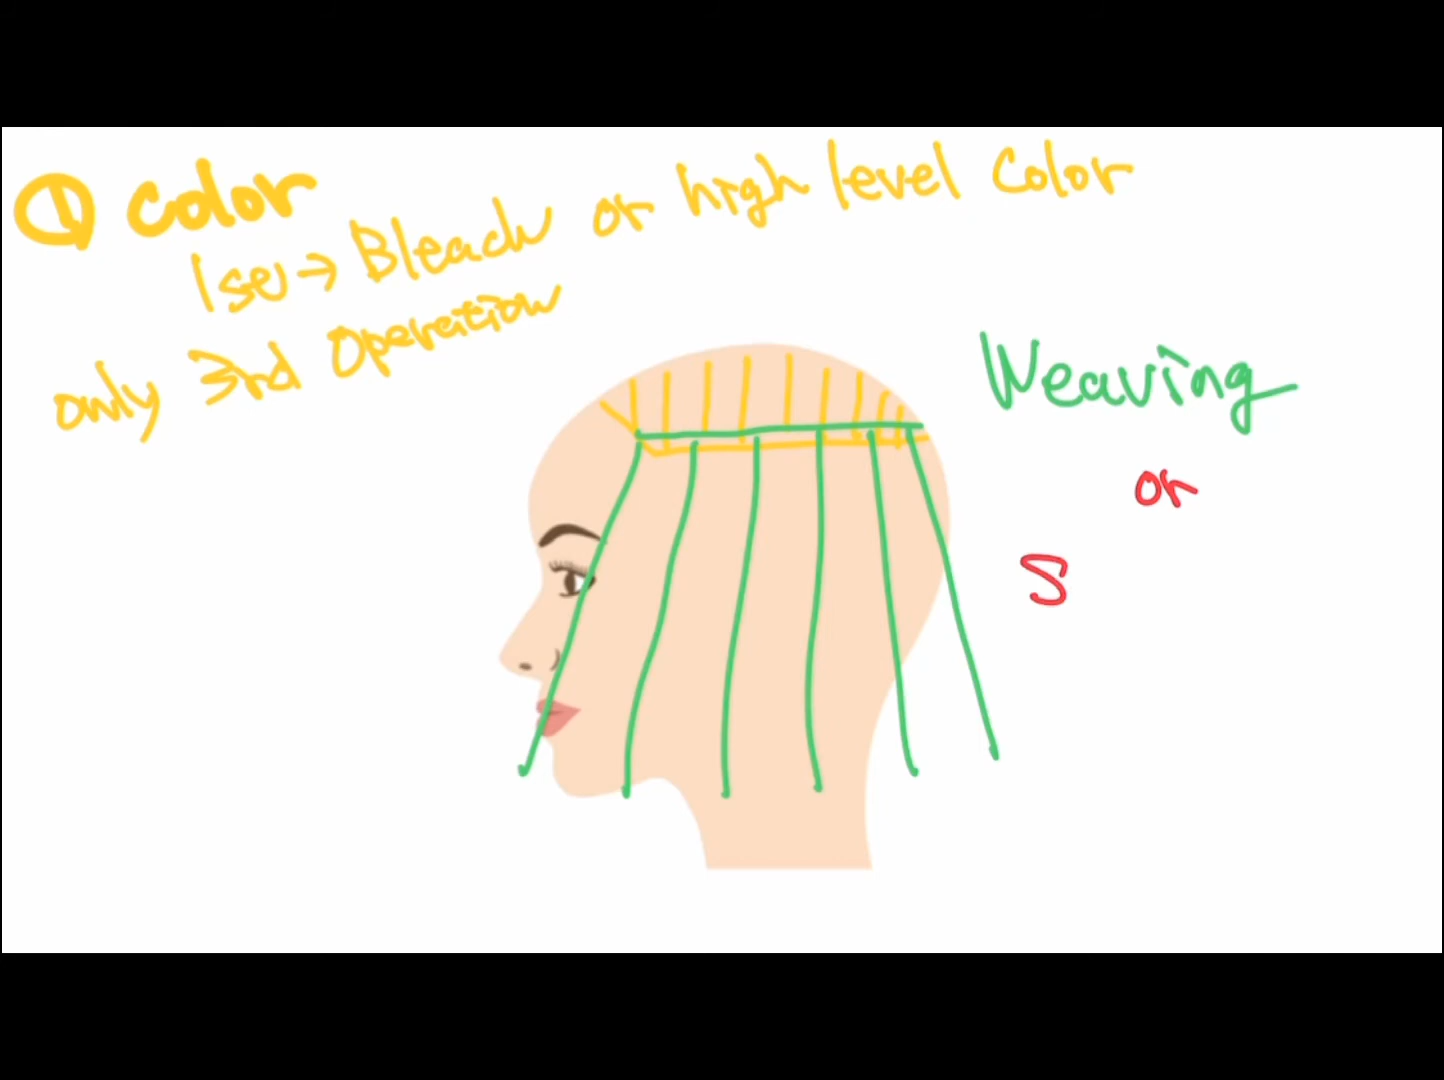 ① color
1st → Bleach or high level color
only 3rd Operation
Weaving
or
S